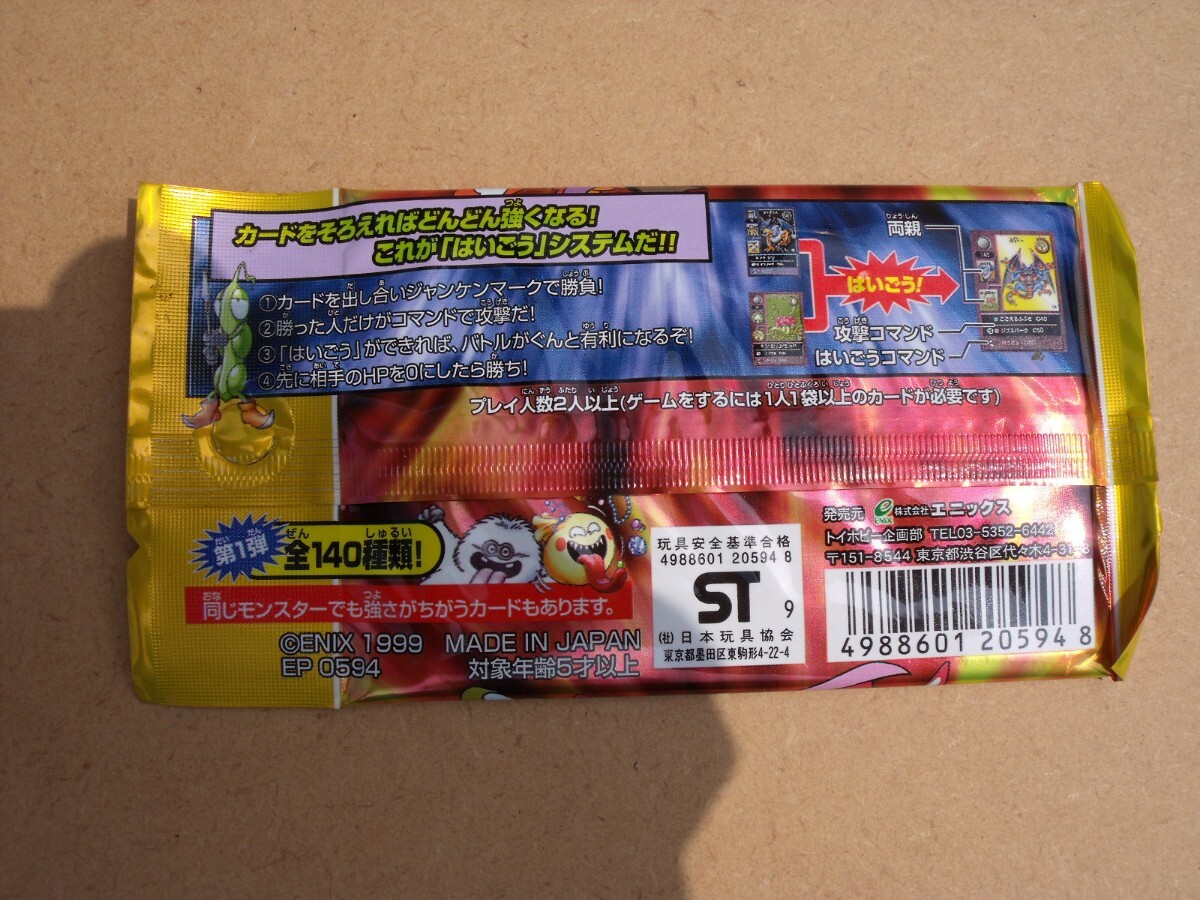 カードをそろえればどんどん強くなる!
これが「はいごう」システムだ!!
①カードを出し合いジャンケンマークで勝負!
②勝った人だけがコマンドで攻撃だ!
③「はいごう」ができれば、バトルがぐんと有利になるぞ!
④先に相手のHPを0にしたら勝ち!
両親
はいごう!
攻撃コマンド
はいごうコマンド
プレイ人数2人以上(ゲームをするには1人1袋以上のカードが必要です)
第1弾
全140種類!
同じモンスターでも強さがちがうカードもあります。
©ENIX 1999 MADE IN JAPAN
EP 0594 対象年齢5才以上
玩具安全基準合格
4988601 20594 8
ST 9
(社)日本玩具協会
東京都墨田区東駒形4-22-4
発売元 ENIX 株式会社エニックス
トイホビー企画部 TEL03-5352-6442
〒151-8544 東京都渋谷区代々木4-31-8
4988601 205948